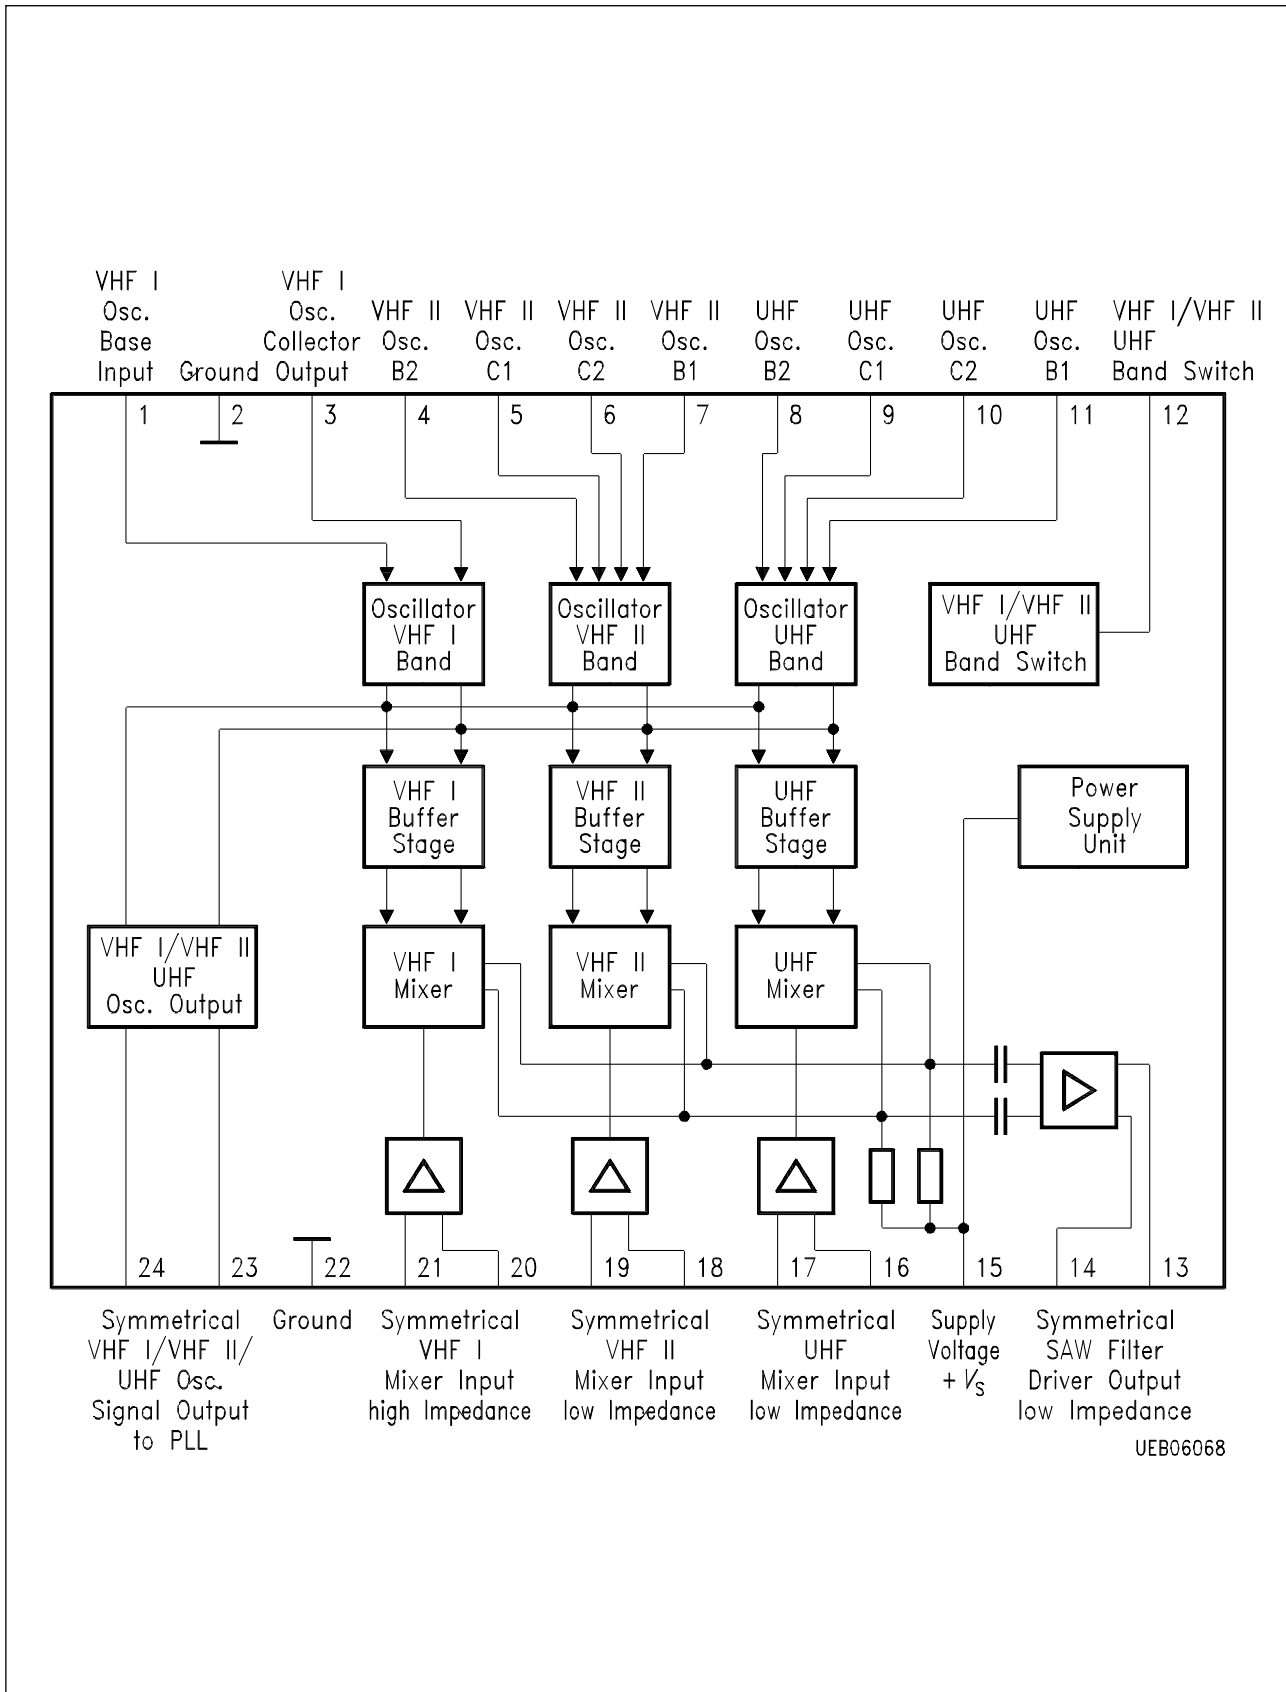 VHF I
Osc.
Base
Input
Ground
VHF I
Osc.
Collector
Output
VHF II
Osc.
B2
VHF II
Osc.
C1
VHF II
Osc.
C2
VHF II
Osc.
B1
UHF
Osc.
B2
UHF
Osc.
C1
UHF
Osc.
C2
UHF
Osc.
B1
VHF I/VHF II
UHF
Band Switch
1
2
3
4
5
6
7
8
9
10
11
12
Oscillator
VHF I
Band
Oscillator
VHF II
Band
Oscillator
UHF
Band
VHF I/VHF II
UHF
Band Switch
VHF I
Buffer
Stage
VHF II
Buffer
Stage
UHF
Buffer
Stage
Power
Supply
Unit
VHF I/VHF II
UHF
Osc. Output
VHF I
Mixer
VHF II
Mixer
UHF
Mixer
24
23
22
21
20
19
18
17
16
15
14
13
Symmetrical
VHF I/VHF II/
UHF Osc.
Signal Output
to PLL
Ground
Symmetrical
VHF I
Mixer Input
high Impedance
Symmetrical
VHF II
Mixer Input
low Impedance
Symmetrical
UHF
Mixer Input
low Impedance
Supply
Voltage
+ VS
Symmetrical
SAW Filter
Driver Output
low Impedance
UEB06068